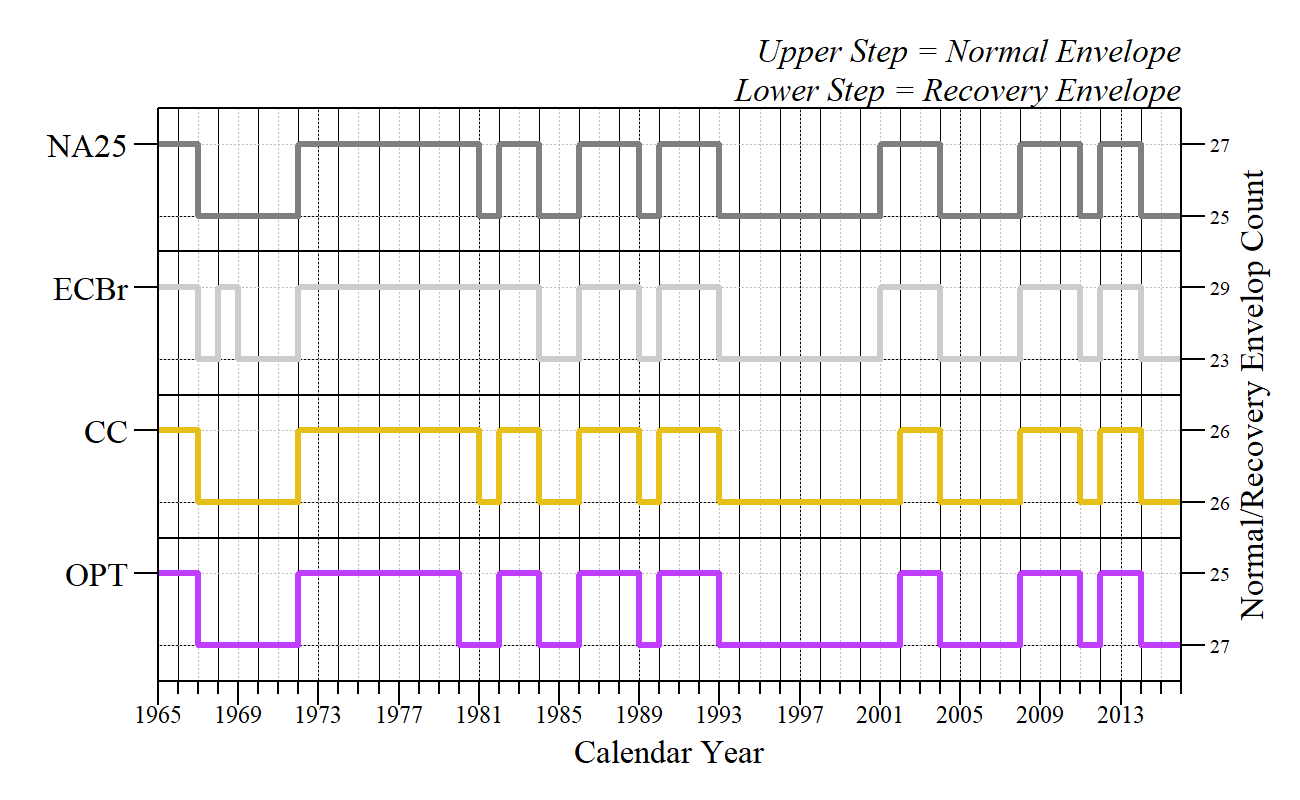 Upper Step = Normal Envelope
Lower Step = Recovery Envelope
NA25
27
25
ECBr
29
23
CC
26
26
OPT
25
27
Normal/Recovery Envelop Count
1965 1969 1973 1977 1981 1985 1989 1993 1997 2001 2005 2009 2013
Calendar Year